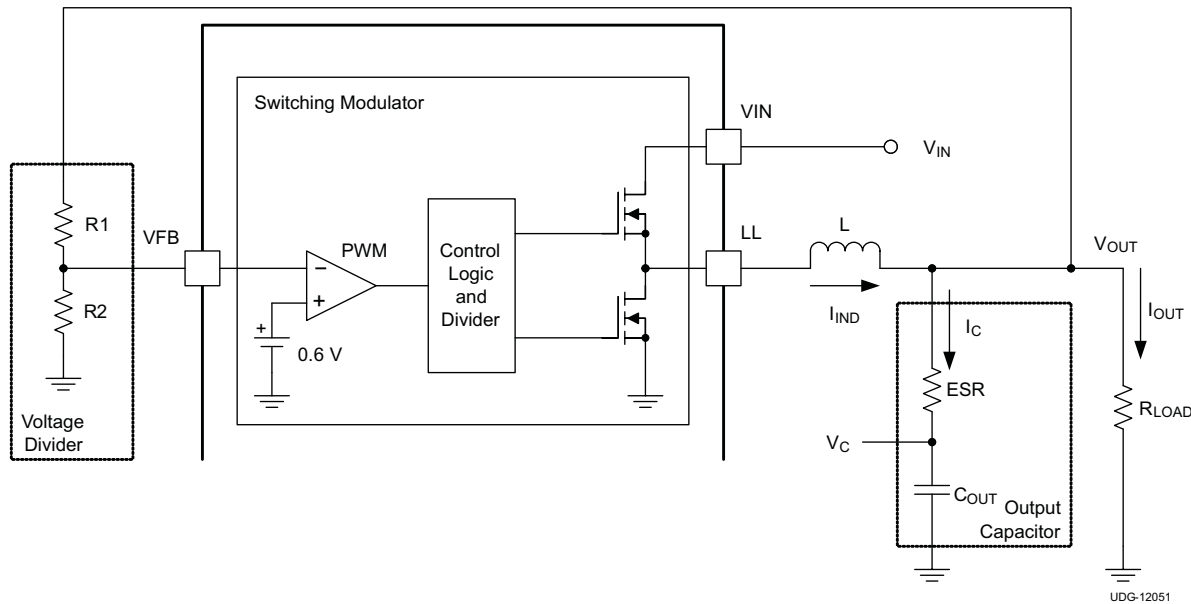 Switching Modulator
VIN
V_IN
R1
VFB
PWM
Control
Logic
and
Divider
LL
L
V_OUT
−
+
R2
+
0.6 V
I_IND
I_C
I_OUT
ESR
R_LOAD
Voltage
Divider
V_C
C_OUT
Output
Capacitor
UDG-12051